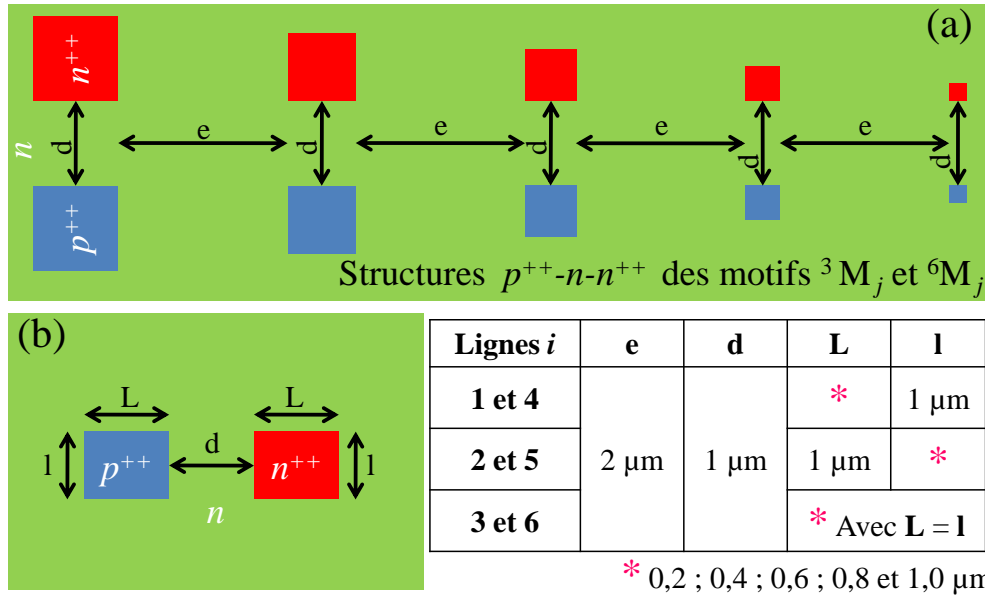 (a)
n++
p++
n
d
d
d
d
d
e
e
e
e
Structures p++-n-n++ des motifs ³Mj et ⁶Mj
(b)
L
L
d
l
p++
n++
l
n
Lignes i e d L l
1 et 4 2 µm 1 µm * 1 µm
2 et 5 1 µm *
3 et 6 * Avec L = l
* 0,2 ; 0,4 ; 0,6 ; 0,8 et 1,0 µm